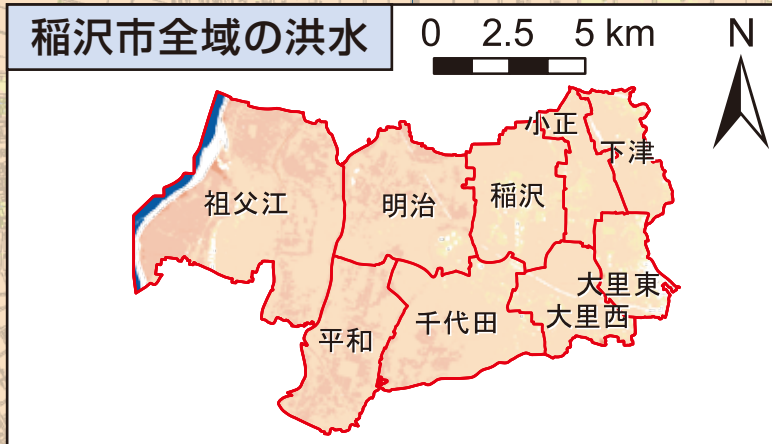 稲沢市全域の洪水
0 2.5 5 km
N
小正
下津
祖父江
明治
稲沢
大里東
大里西
千代田
平和